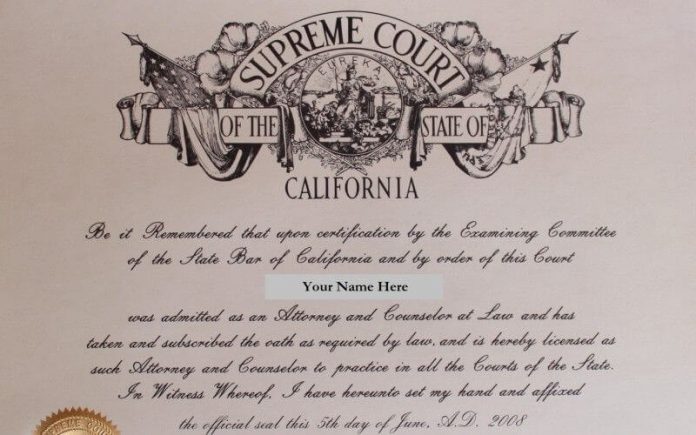 SUPREME COURT
EUREKA
OF THE STATE OF
CALIFORNIA
Be it Remembered that upon certification by the Examining Committee
of the State Bar of California and by order of this Court
Your Name Here
was admitted as an Attorney and Counselor at Law and has
taken and subscribed the oath as required by law, and is hereby licensed as
such Attorney and Counselor to practice in all the Courts of the State.
In Witness Whereof, I have hereunto set my hand and affixed
the official seal this 5th day of June, A.D. 2008
SUPREME COURT